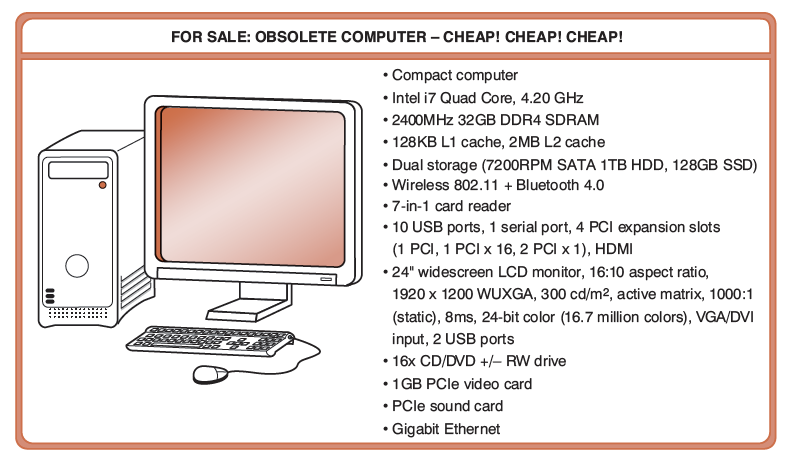 FOR SALE: OBSOLETE COMPUTER – CHEAP! CHEAP! CHEAP!
• Compact computer
• Intel i7 Quad Core, 4.20 GHz
• 2400MHz 32GB DDR4 SDRAM
• 128KB L1 cache, 2MB L2 cache
• Dual storage (7200RPM SATA 1TB HDD, 128GB SSD)
• Wireless 802.11 + Bluetooth 4.0
• 7-in-1 card reader
• 10 USB ports, 1 serial port, 4 PCI expansion slots
(1 PCI, 1 PCI x 16, 2 PCI x 1), HDMI
• 24" widescreen LCD monitor, 16:10 aspect ratio,
1920 x 1200 WUXGA, 300 cd/m², active matrix, 1000:1
(static), 8ms, 24-bit color (16.7 million colors), VGA/DVI
input, 2 USB ports
• 16x CD/DVD +/– RW drive
• 1GB PCIe video card
• PCIe sound card
• Gigabit Ethernet